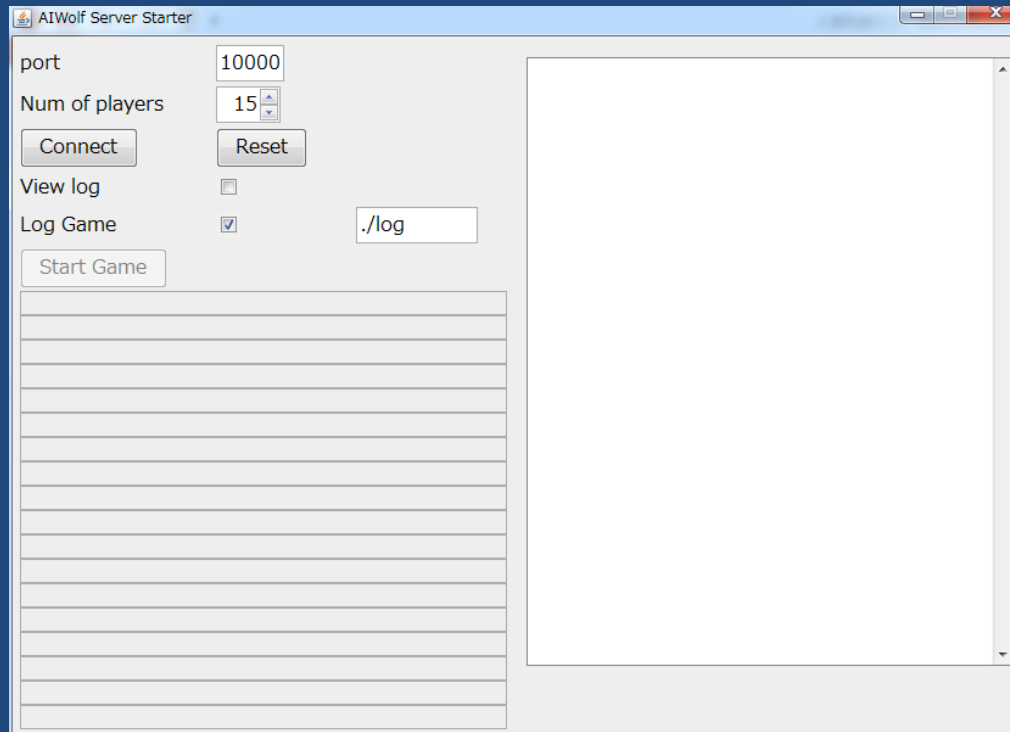 AIWolf Server Starter
port 10000
Num of players 15
Connect Reset
View log
Log Game ./log
Start Game